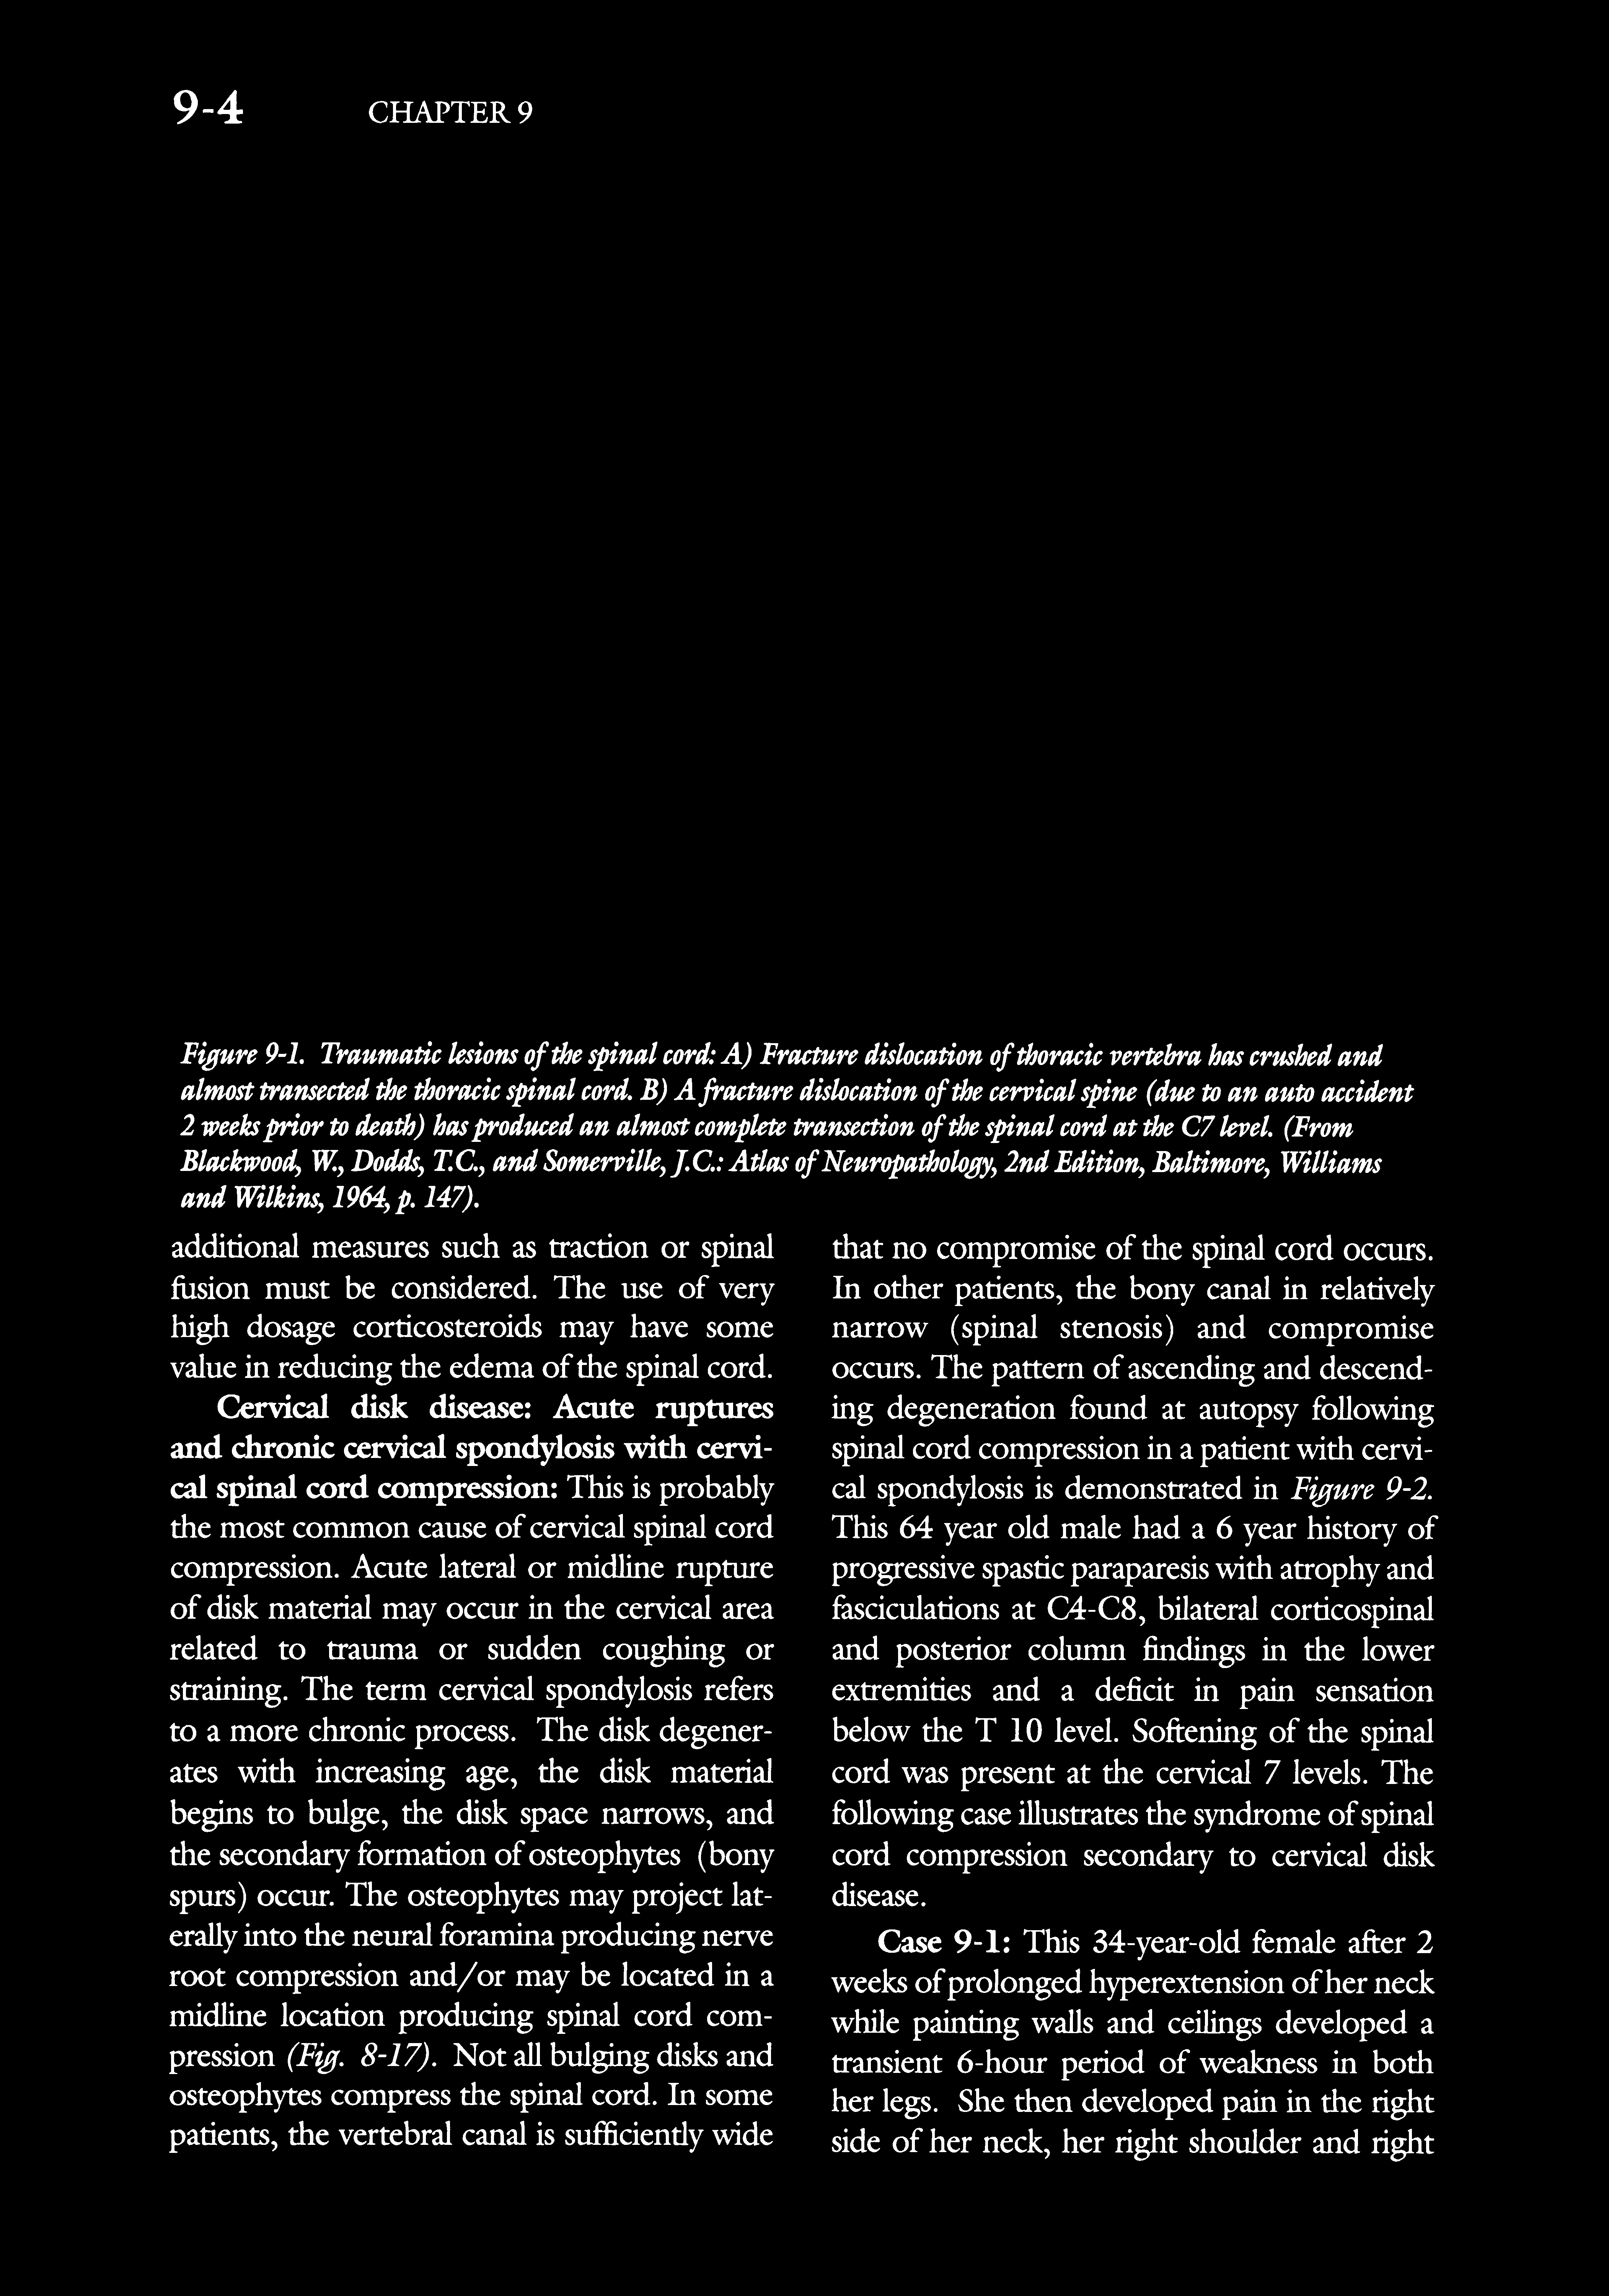 9-4 CHAPTER 9
Figure 9-1. Traumatic lesions of the spinal cord: A) Fracture dislocation of thoracic vertebra has crushed and
almost transected the thoracic spinal cord. B) A fracture dislocation of the cervical spine (due to an auto accident
2 weeks prior to death) has produced an almost complete transection of the spinal cord at the C7 level. (From
Blackwood, W., Dodds, T.C., and Somerville, J.C.: Atlas of Neuropathology, 2nd Edition, Baltimore, Williams
and Wilkins, 1964, p. 147).
additional measures such as traction or spinal
fusion must be considered. The use of very
high dosage corticosteroids may have some
value in reducing the edema of the spinal cord.
Cervical disk disease: Acute ruptures
and chronic cervical spondylosis with cervi-
cal spinal cord compression: This is probably
the most common cause of cervical spinal cord
compression. Acute lateral or midline rupture
of disk material may occur in the cervical area
related to trauma or sudden coughing or
straining. The term cervical spondylosis refers
to a more chronic process. The disk degener-
ates with increasing age, the disk material
begins to bulge, the disk space narrows, and
the secondary formation of osteophytes (bony
spurs) occur. The osteophytes may project lat-
erally into the neural foramina producing nerve
root compression and/or may be located in a
midline location producing spinal cord com-
pression (Fig. 8-17). Not all bulging disks and
osteophytes compress the spinal cord. In some
patients, the vertebral canal is sufficiently wide
that no compromise of the spinal cord occurs.
In other patients, the bony canal in relatively
narrow (spinal stenosis) and compromise
occurs. The pattern of ascending and descend-
ing degeneration found at autopsy following
spinal cord compression in a patient with cervi-
cal spondylosis is demonstrated in Figure 9-2.
This 64 year old male had a 6 year history of
progressive spastic paraparesis with atrophy and
fasciculations at C4-C8, bilateral corticospinal
and posterior column findings in the lower
extremities and a deficit in pain sensation
below the T 10 level. Softening of the spinal
cord was present at the cervical 7 levels. The
following case illustrates the syndrome of spinal
cord compression secondary to cervical disk
disease.
Case 9-1: This 34-year-old female after 2
weeks of prolonged hyperextension of her neck
while painting walls and ceilings developed a
transient 6-hour period of weakness in both
her legs. She then developed pain in the right
side of her neck, her right shoulder and right